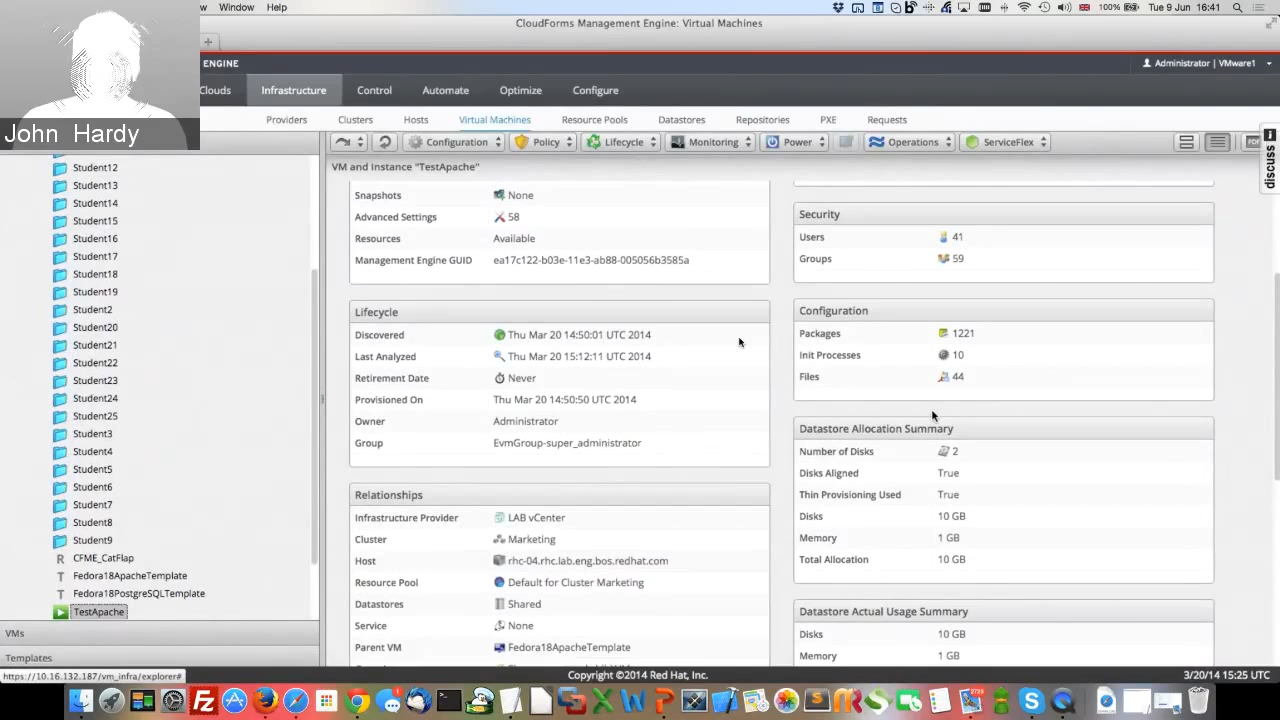 w Window Help
100% Tue 9 Jun 16:41
CloudForms Management Engine: Virtual Machines
ENGINE
Administrator | VMware1
John Hardy
Clouds Infrastructure Control Automate Optimize Configure
Providers Clusters Hosts Virtual Machines Resource Pools Datastores Repositories PXE Requests
Configuration Policy Lifecycle Monitoring Power Operations ServiceFlex PDF
discuss
VM and Instance "TestApache"
Student12
Student13
Student14
Student15
Student16
Student17
Student18
Student19
Student2
Student20
Student21
Student22
Student23
Student24
Student25
Student3
Student4
Student5
Student6
Student7
Student8
Student9
R CFME_CatFlap
T Fedora18ApacheTemplate
T Fedora18PostgreSQLTemplate
TestApache
VMs
Templates
Snapshots None
Advanced Settings 58
Resources Available
Management Engine GUID ea17c122-b03e-11e3-ab88-005056b3585a
Lifecycle
Discovered Thu Mar 20 14:50:01 UTC 2014
Last Analyzed Thu Mar 20 15:12:11 UTC 2014
Retirement Date Never
Provisioned On Thu Mar 20 14:50:50 UTC 2014
Owner Administrator
Group EvmGroup-super_administrator
Relationships
Infrastructure Provider LAB vCenter
Cluster Marketing
Host rhc-04.rhc.lab.eng.bos.redhat.com
Resource Pool Default for Cluster Marketing
Datastores Shared
Service None
Parent VM Fedora18ApacheTemplate
Security
Users 41
Groups 59
Configuration
Packages 1221
Init Processes 10
Files 44
Datastore Allocation Summary
Number of Disks 2
Disks Aligned True
Thin Provisioning Used True
Disks 10 GB
Memory 1 GB
Total Allocation 10 GB
Datastore Actual Usage Summary
Disks 10 GB
Memory 1 GB
https://10.16.132.187/vm_infra/explorer#
Copyright ©2014 Red Hat, Inc.
3/20/14 15:25 UTC